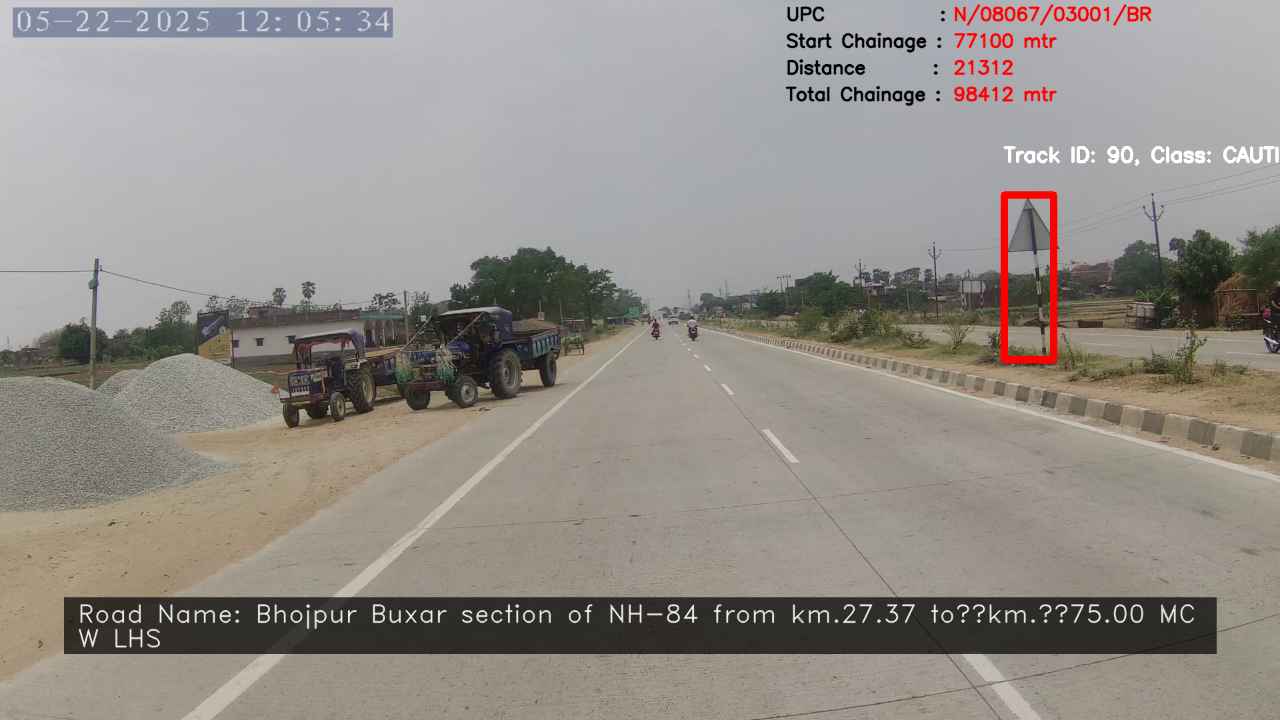 05-22-2025 12:05:34
UPC : N/08067/03001/BR
Start Chainage : 77100 mtr
Distance : 21312
Total Chainage : 98412 mtr
Track ID: 90, Class: CAUTI
Road Name: Bhojpur Buxar section of NH-84 from km.27.37 to??km.??75.00 MC
W LHS